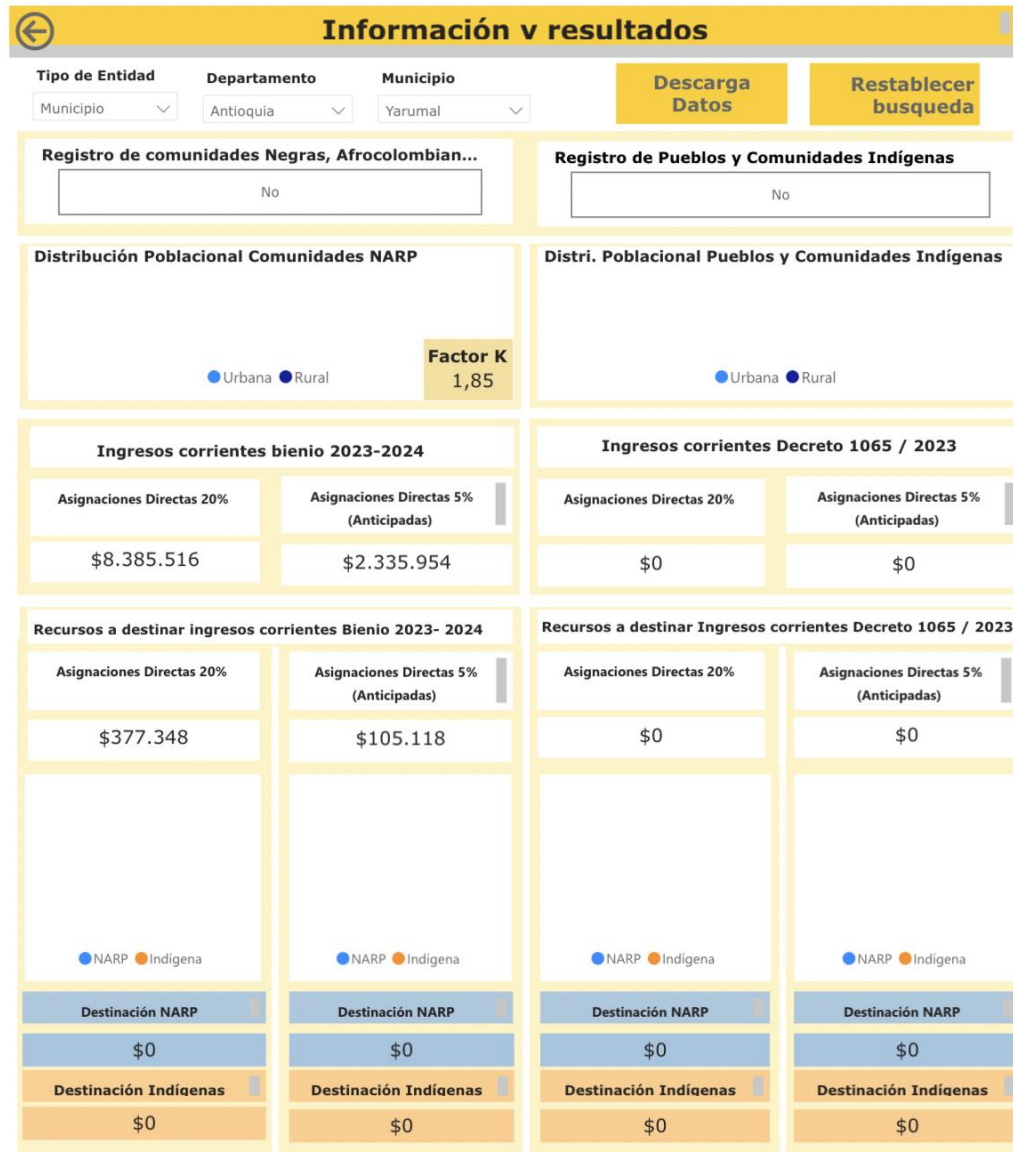 Información y resultados
Tipo de Entidad
Departamento
Municipio
Municipio
Antioquia
Yarumal
Descarga
Datos
Restablecer
busqueda
Registro de comunidades Negras, Afrocolombian...
No
Registro de Pueblos y Comunidades Indígenas
No
Distribución Poblacional Comunidades NARP
Urbana
Rural
Factor K
1,85
Distri. Poblacional Pueblos y Comunidades Indígenas
Urbana
Rural
Ingresos corrientes bienio 2023-2024
Asignaciones Directas 20%
$8.385.516
Asignaciones Directas 5%
(Anticipadas)
$2.335.954
Ingresos corrientes Decreto 1065 / 2023
Asignaciones Directas 20%
$0
Asignaciones Directas 5%
(Anticipadas)
$0
Recursos a destinar ingresos corrientes Bienio 2023- 2024
Asignaciones Directas 20%
$377.348
NARP
Indígena
Destinación NARP
$0
Destinación Indígenas
$0
Asignaciones Directas 5%
(Anticipadas)
$105.118
NARP
Indígena
Destinación NARP
$0
Destinación Indígenas
$0
Recursos a destinar Ingresos corrientes Decreto 1065 / 2023
Asignaciones Directas 20%
$0
NARP
Indígena
Destinación NARP
$0
Destinación Indígenas
$0
Asignaciones Directas 5%
(Anticipadas)
$0
NARP
Indígena
Destinación NARP
$0
Destinación Indígenas
$0